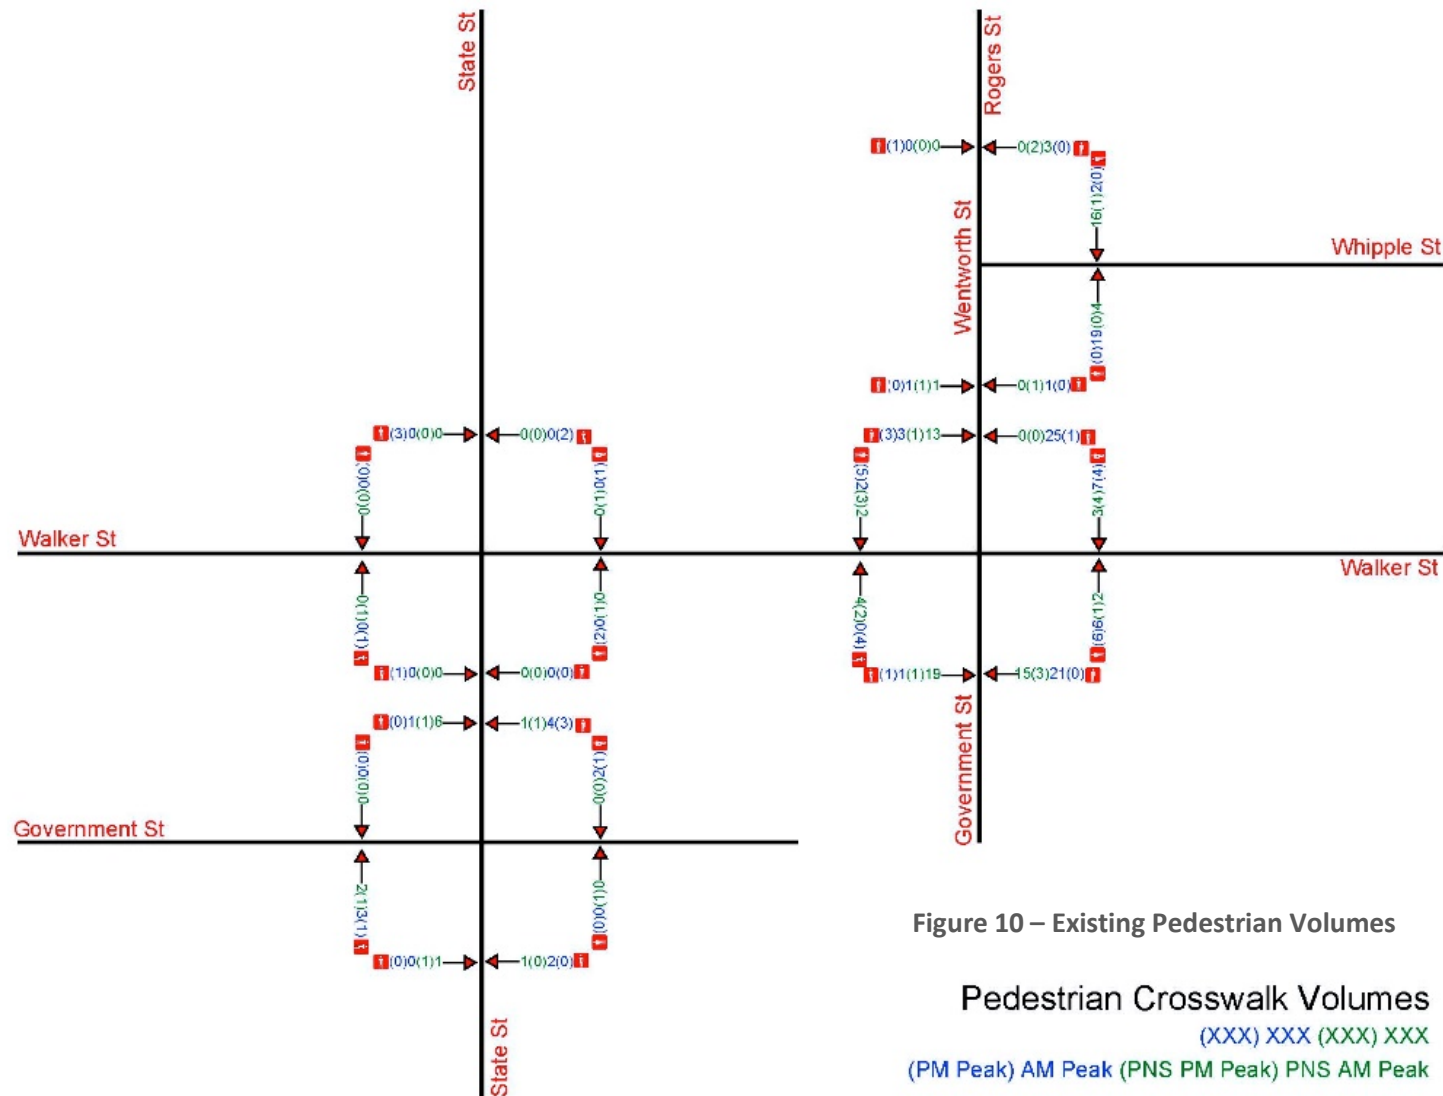 State St
Rogers St
(1)0(0)0
0(2)3(0)
16(1)2(0)
Wentworth St
Whipple St
(0)19(0)4
(0)1(1)1
0(1)1(0)
(3)0(0)0
0(0)0(2)
(3)3(1)13
0(0)25(1)
(0)0(0)0
0(1)0(1)
(5)2(3)2
3(4)7(4)
Walker St
Walker St
0(1)0(1)
(2)0(1)0
4(2)0(4)
(6)6(1)2
(1)0(0)0
0(0)0(0)
(1)1(1)19
15(3)21(0)
(0)1(1)6
1(1)4(3)
(0)0(0)0
0(0)2(1)
Government St
Government St
2(1)3(1)
(0)0(1)0
(0)0(1)1
1(0)2(0)
State St
Figure 10 – Existing Pedestrian Volumes
Pedestrian Crosswalk Volumes
(XXX) XXX (XXX) XXX
(PM Peak) AM Peak (PNS PM Peak) PNS AM Peak